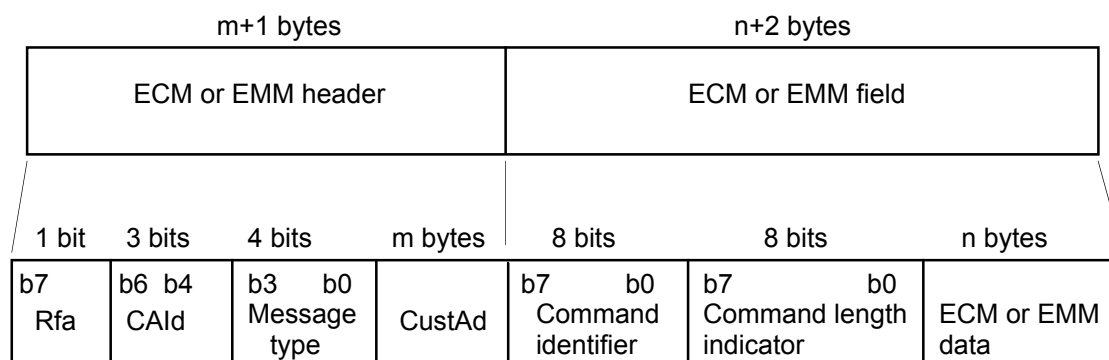 m+1 bytes n+2 bytes
ECM or EMM header ECM or EMM field
1 bit 3 bits 4 bits m bytes 8 bits 8 bits n bytes
b7 b6 b4 b3 b0 b7 b0 b7 b0
Rfa CAId Message type CustAd Command identifier Command length indicator ECM or EMM data